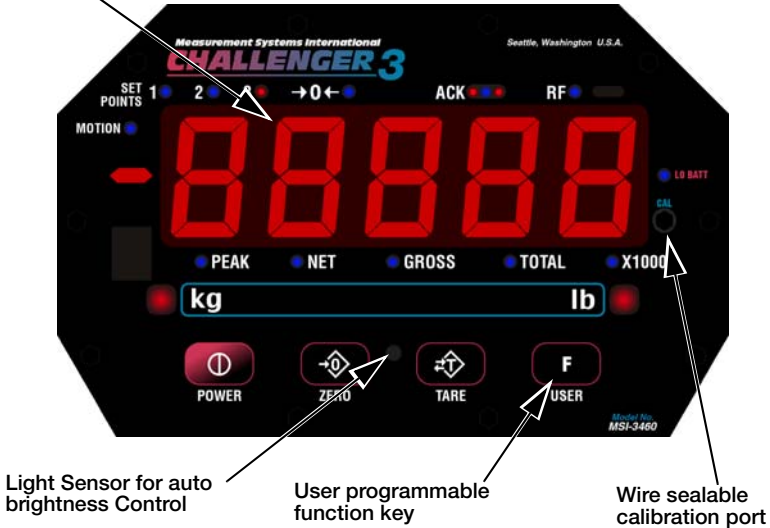 Measurement Systems International
Seattle, Washington U.S.A.
CHALLENGER 3
SET POINTS 1 2 →0← ACK RF
MOTION
88888
LO BATT
CAL
PEAK NET GROSS TOTAL X1000
kg lb
→0← T F
POWER ZERO TARE USER
Model No.
MSI-3460
Light Sensor for auto
brightness Control
User programmable
function key
Wire sealable
calibration port